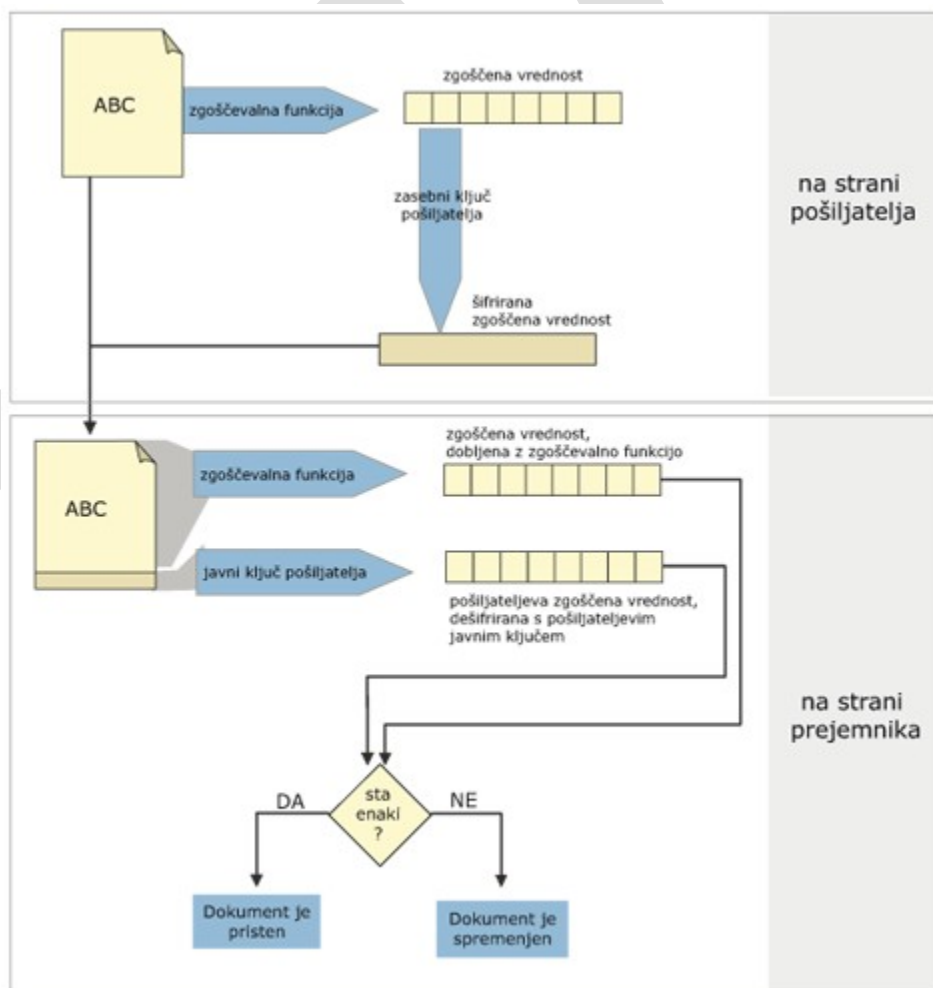 ABC
zgoščevalna funkcija
zgoščena vrednost
zasebni ključ
pošiljatelja
šifrirana
zgoščena vrednost
na strani
pošiljatelja
ABC
zgoščevalna funkcija
zgoščena vrednost,
dobljena z zgoščevalno funkcijo
javni ključ pošiljatelja
pošiljateljeva zgoščena vrednost,
dešifrirana s pošiljateljevim
javnim ključem
na strani
prejemnika
sta
enaki
?
DA
NE
Dokument je
pristen
Dokument je
spremenjen